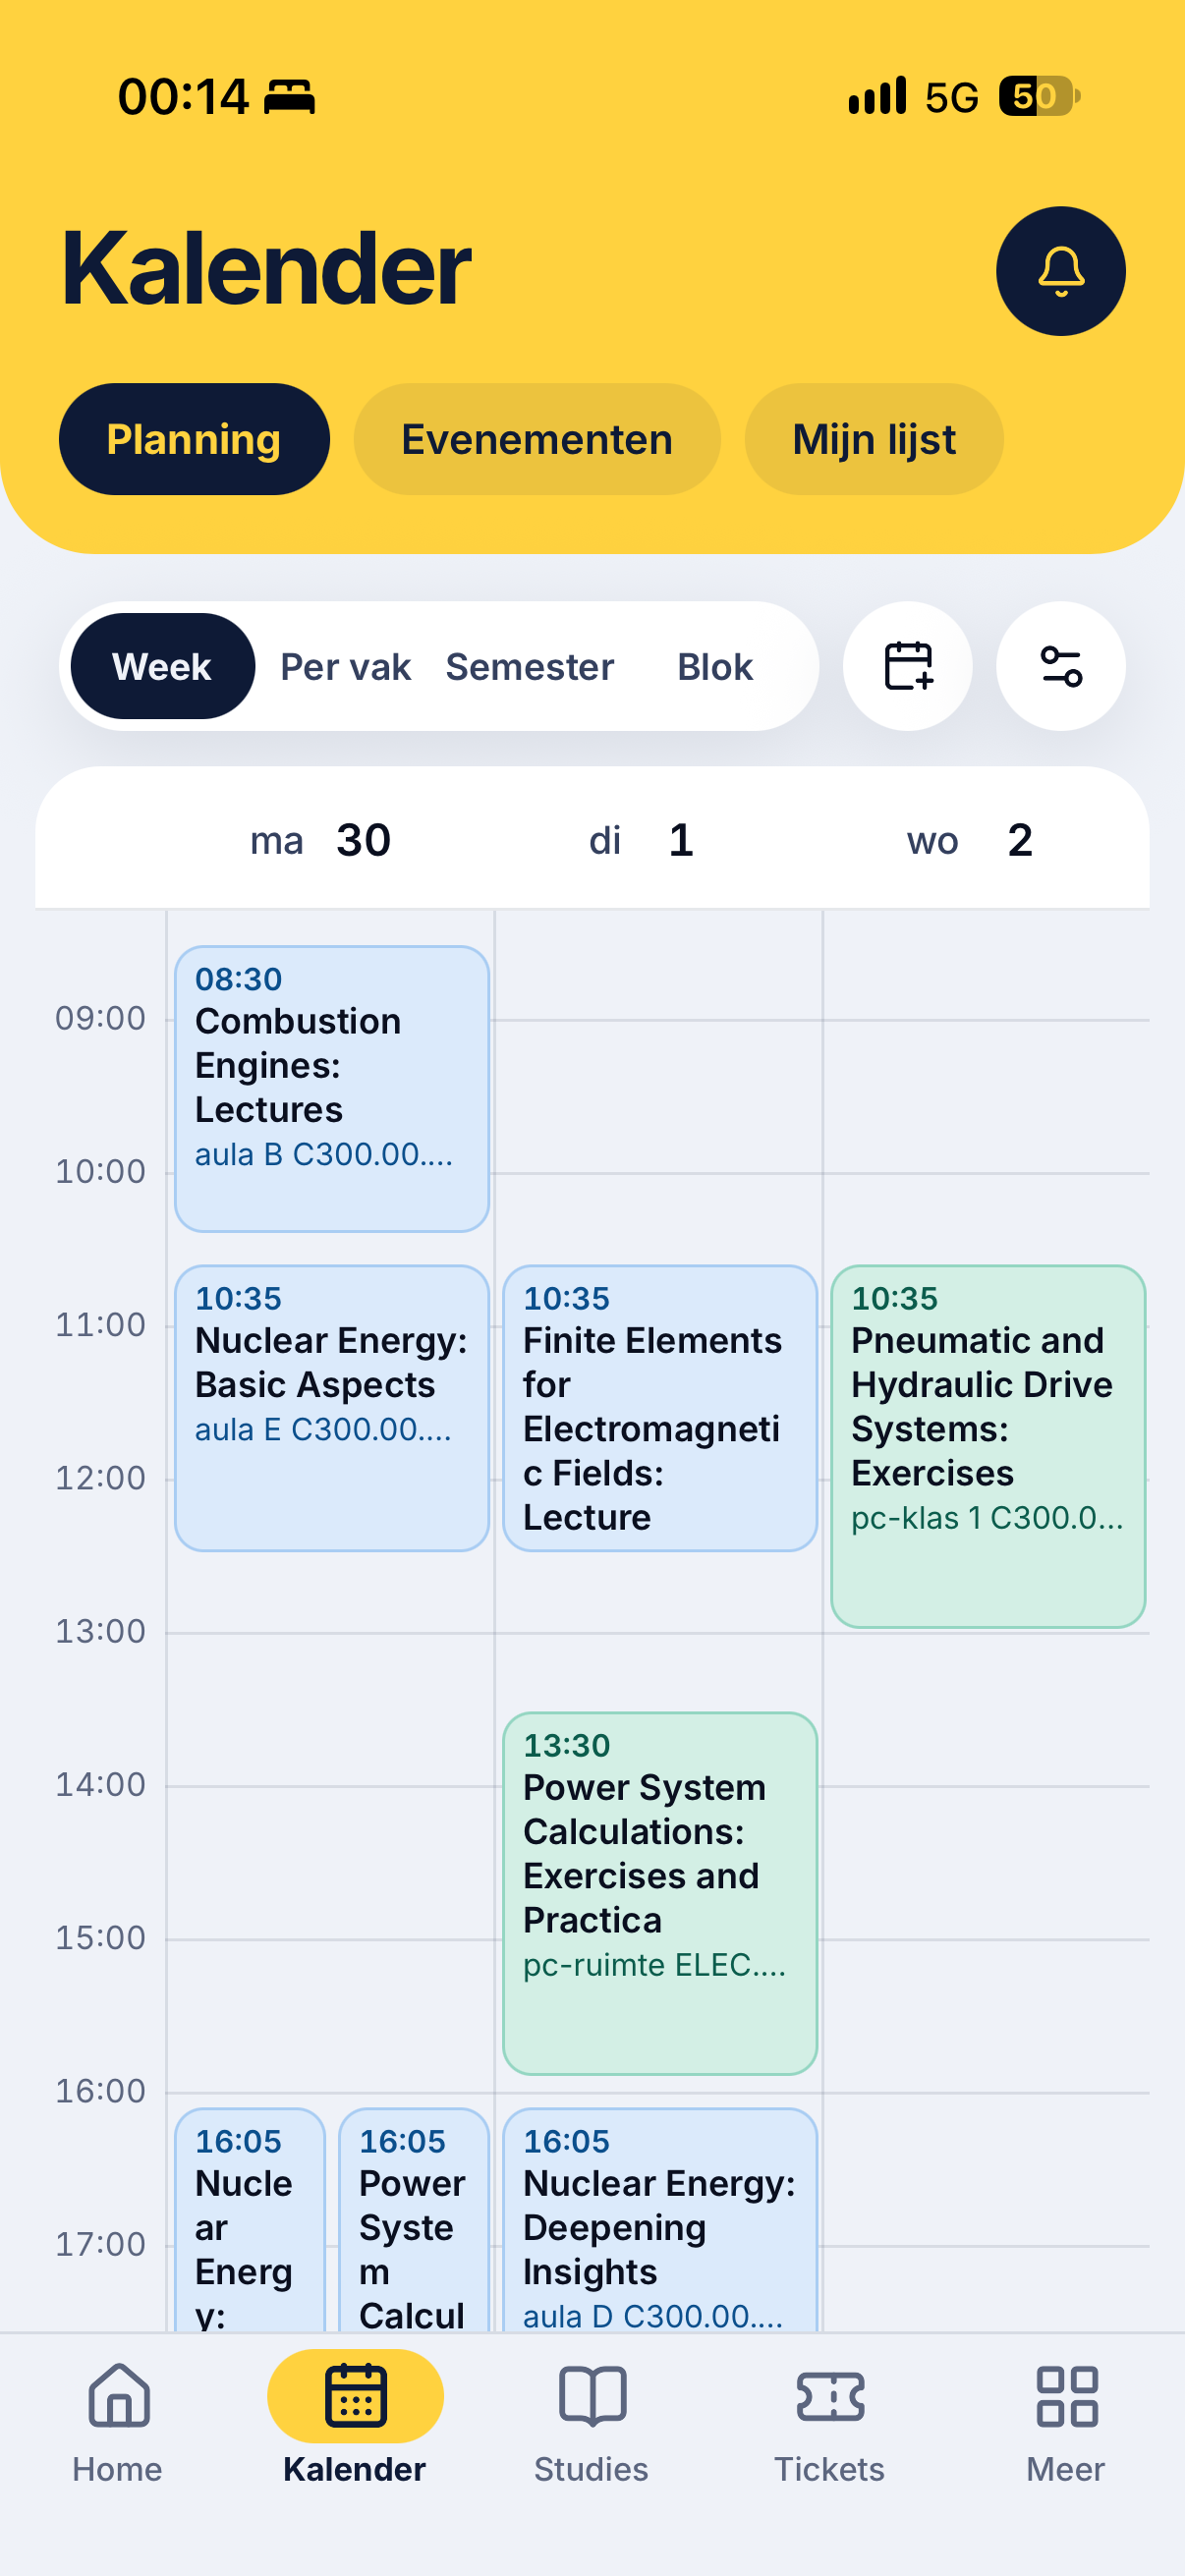 00:14
5G
50
Kalender
Planning
Evenementen
Mijn lijst
Week
Per vak
Semester
Blok
ma 30
di 1
wo 2
09:00
10:00
11:00
12:00
13:00
14:00
15:00
16:00
17:00
08:30
Combustion
Engines:
Lectures
aula B C300.00....
10:35
Nuclear Energy:
Basic Aspects
aula E C300.00....
10:35
Finite Elements
for
Electromagneti
c Fields:
Lecture
10:35
Pneumatic and
Hydraulic Drive
Systems:
Exercises
pc-klas 1 C300.0...
13:30
Power System
Calculations:
Exercises and
Practica
pc-ruimte ELEC....
16:05
Nucle
ar
Energ
y:
16:05
Power
Syste
m
Calcul
16:05
Nuclear Energy:
Deepening
Insights
aula D C300.00....
Home
Kalender
Studies
Tickets
Meer